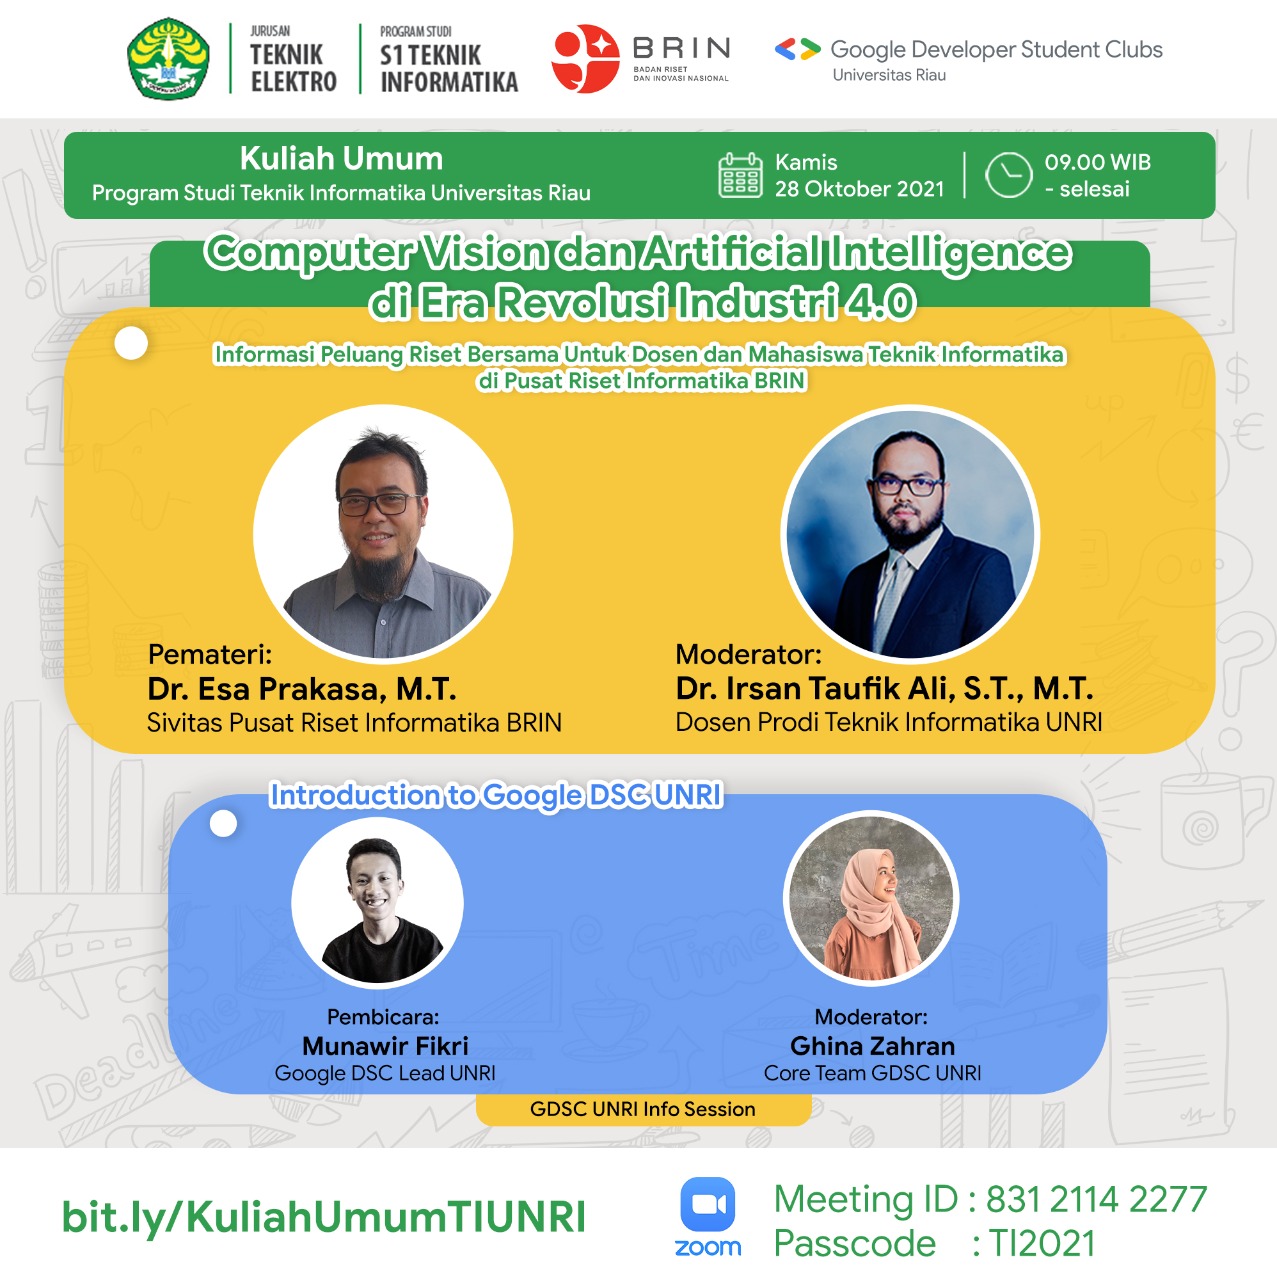 JURUSAN
TEKNIK
ELEKTRO
PROGRAM STUDI
S1 TEKNIK
INFORMATIKA
BRIN
BADAN RISET
DAN INOVASI NASIONAL
Google Developer Student Clubs
Universitas Riau
Kuliah Umum
Program Studi Teknik Informatika Universitas Riau
Kamis
28 Oktober 2021
09.00 WIB
- selesai
Computer Vision dan Artificial Intelligence
di Era Revolusi Industri 4.0
Informasi Peluang Riset Bersama Untuk Dosen dan Mahasiswa Teknik Informatika
di Pusat Riset Informatika BRIN
up
Pemateri:
Dr. Esa Prakasa, M.T.
Sivitas Pusat Riset Informatika BRIN
Moderator:
Dr. Irsan Taufik Ali, S.T., M.T.
Dosen Prodi Teknik Informatika UNRI
Introduction to Google DSC UNRI
Time
Deadline
Pembicara:
Munawir Fikri
Google DSC Lead UNRI
Moderator:
Ghina Zahran
Core Team GDSC UNRI
GDSC UNRI Info Session
bit.ly/KuliahUmumTIUNRI
zoom
Meeting ID : 831 2114 2277
Passcode : TI2021